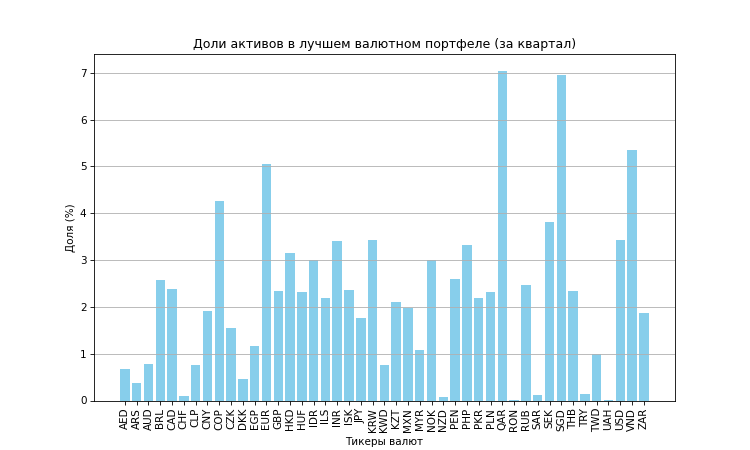 Доли активов в лучшем валютном портфеле (за квартал)
Доля (%)
7
6
5
4
3
2
1
0
AED ARS AUD BRL CAD CHF CLP CNY COP CZK DKK EGP EUR GBP HKD HUF IDR ILS INR ISK JPY KRW KWD KZT MXN MYR NOK NZD PEN PHP PKR PLN QAR RON RUB SAR SEK SGD THB TRY TWD UAH USD VND ZAR
Тикеры валют